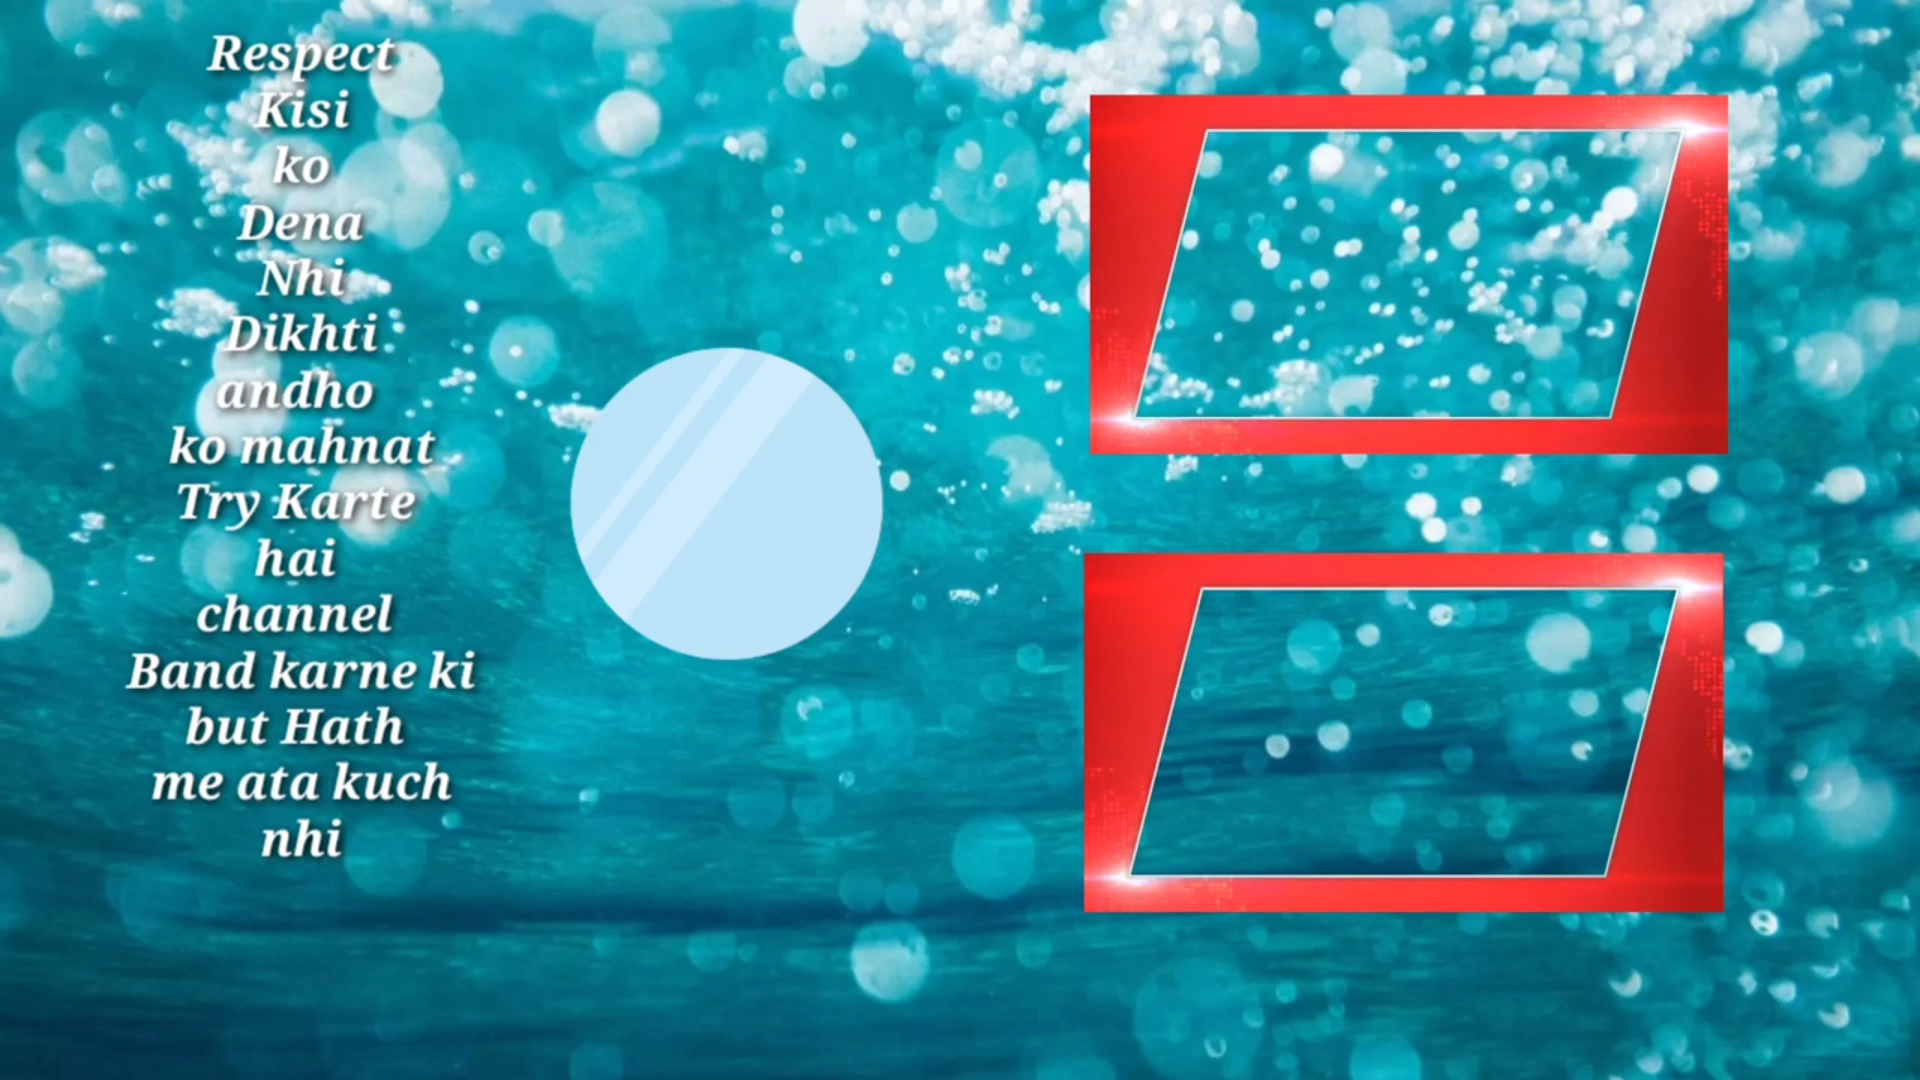 Respect
Kisi
ko
Dena
Nhi
Dikhti
andho
ko mahnat
Try Karte
hai
channel
Band karne ki
but Hath
me ata kuch
nhi